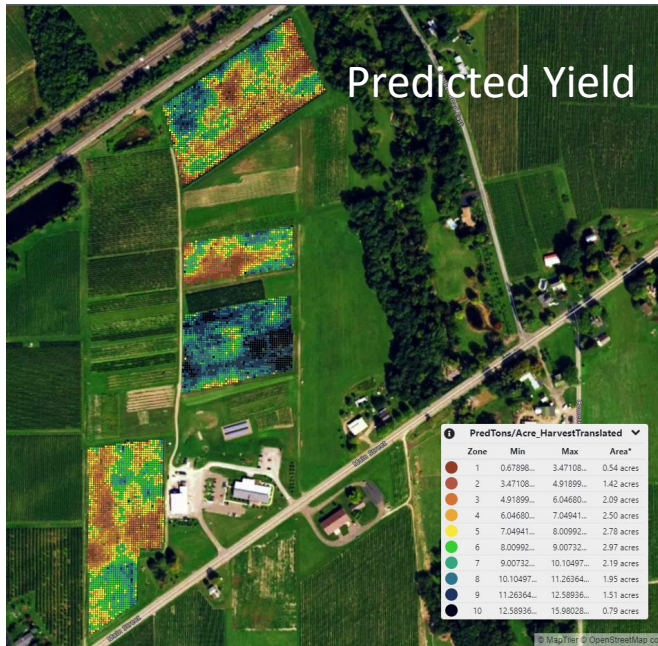 Predicted Yield
Main Street
PredTons/Acre_HarvestTranslated
Zone Min Max Area*
1 0.67898... 3.47108... 0.54 acres
2 3.47108... 4.91899... 1.42 acres
3 4.91899... 6.04680... 2.09 acres
4 6.04680... 7.04941... 2.50 acres
5 7.04941... 8.00992... 2.78 acres
6 8.00992... 9.00732... 2.97 acres
7 9.00732... 10.10497... 2.19 acres
8 10.10497... 11.26364... 1.95 acres
9 11.26364... 12.58936... 1.51 acres
10 12.58936... 15.98028... 0.79 acres
Main Street
© MapTiler © OpenStreetMap co